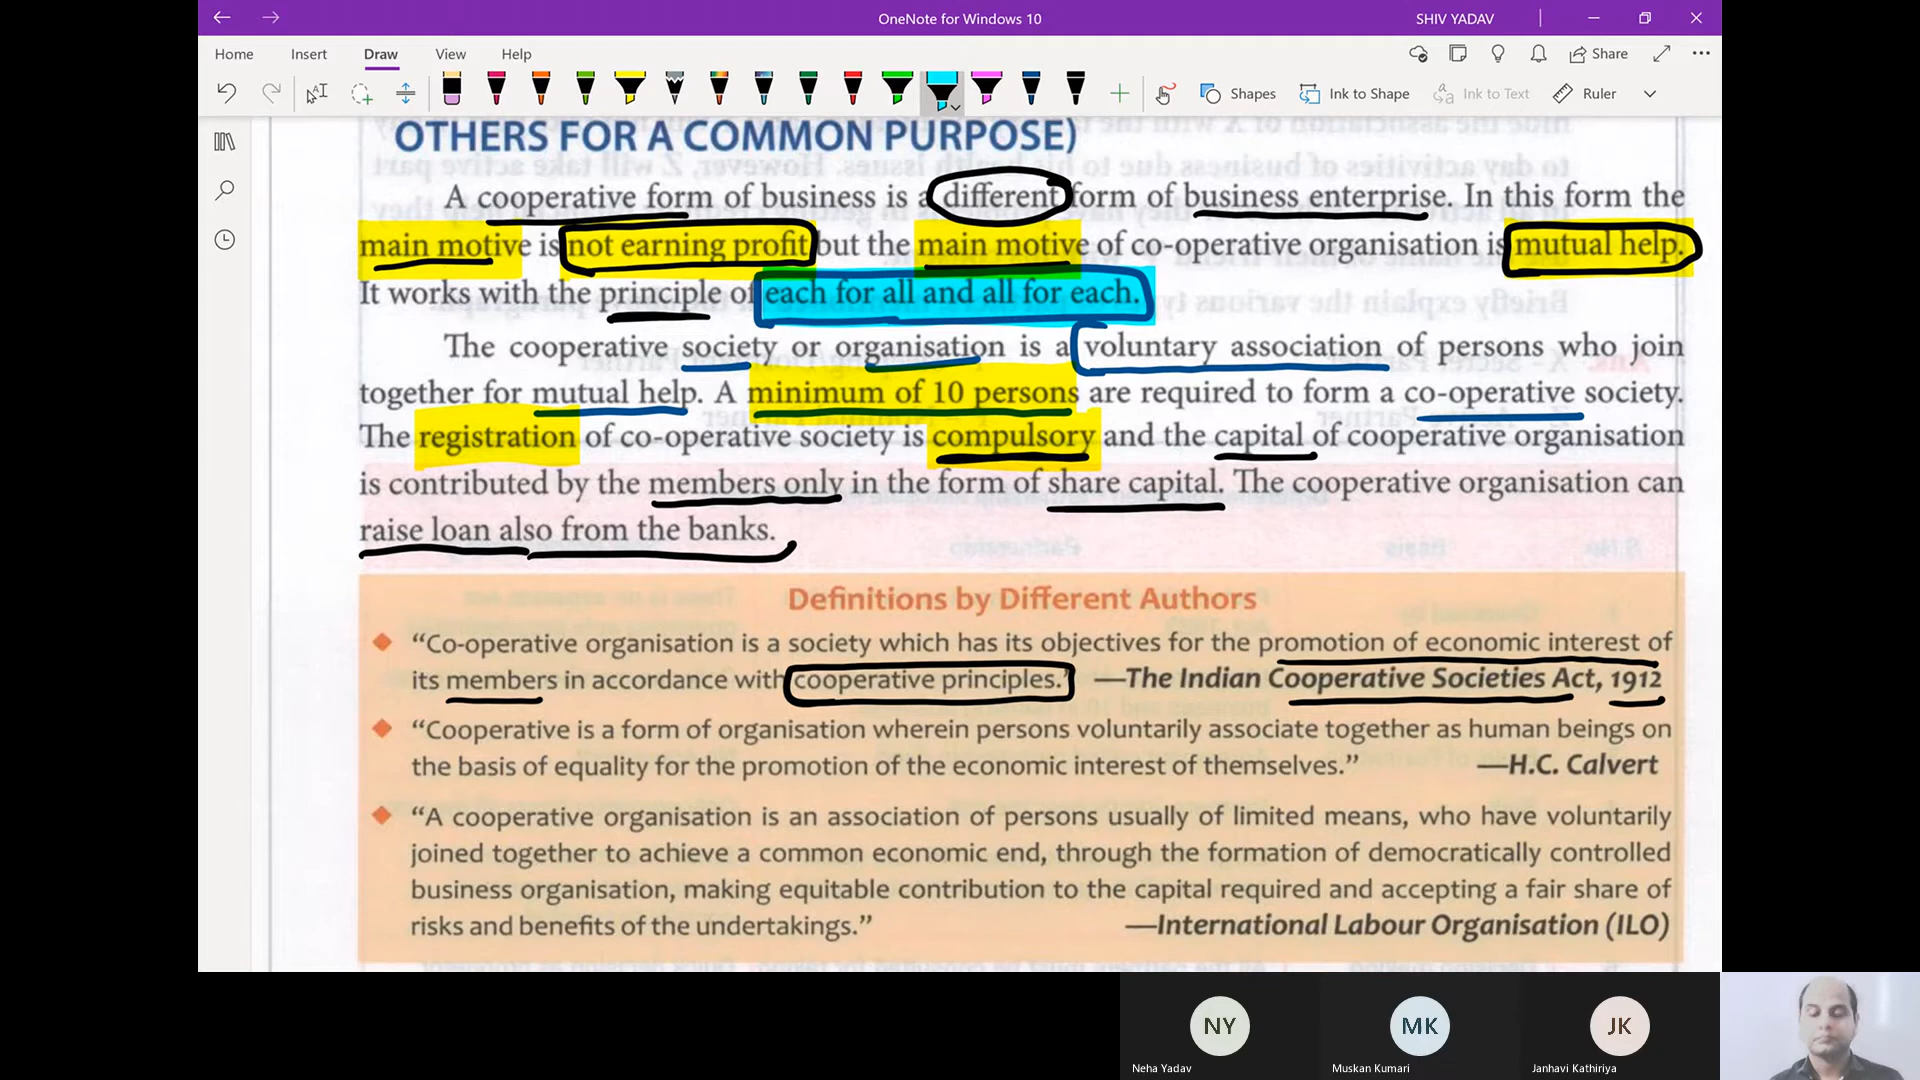 OneNote for Windows 10
SHIV YADAV
Home Insert Draw View Help
Share
Shapes Ink to Shape Ink to Text Ruler
OTHERS FOR A COMMON PURPOSE)
A cooperative form of business is a different form of business enterprise. In this form the
main motive is not earning profit but the main motive of co-operative organisation is mutual help.
It works with the principle of each for all and all for each.
The cooperative society or organisation is a voluntary association of persons who join
together for mutual help. A minimum of 10 persons are required to form a co-operative society.
The registration of co-operative society is compulsory and the capital of cooperative organisation
is contributed by the members only in the form of share capital. The cooperative organisation can
raise loan also from the banks.
Definitions by Different Authors
“Co-operative organisation is a society which has its objectives for the promotion of economic interest of
its members in accordance with cooperative principles.” —The Indian Cooperative Societies Act, 1912
“Cooperative is a form of organisation wherein persons voluntarily associate together as human beings on
the basis of equality for the promotion of the economic interest of themselves.” —H.C. Calvert
“A cooperative organisation is an association of persons usually of limited means, who have voluntarily
joined together to achieve a common economic end, through the formation of democratically controlled
business organisation, making equitable contribution to the capital required and accepting a fair share of
risks and benefits of the undertakings.” —International Labour Organisation (ILO)
NY MK JK
Neha Yadav Muskan Kumari Janhavi Kathiriya